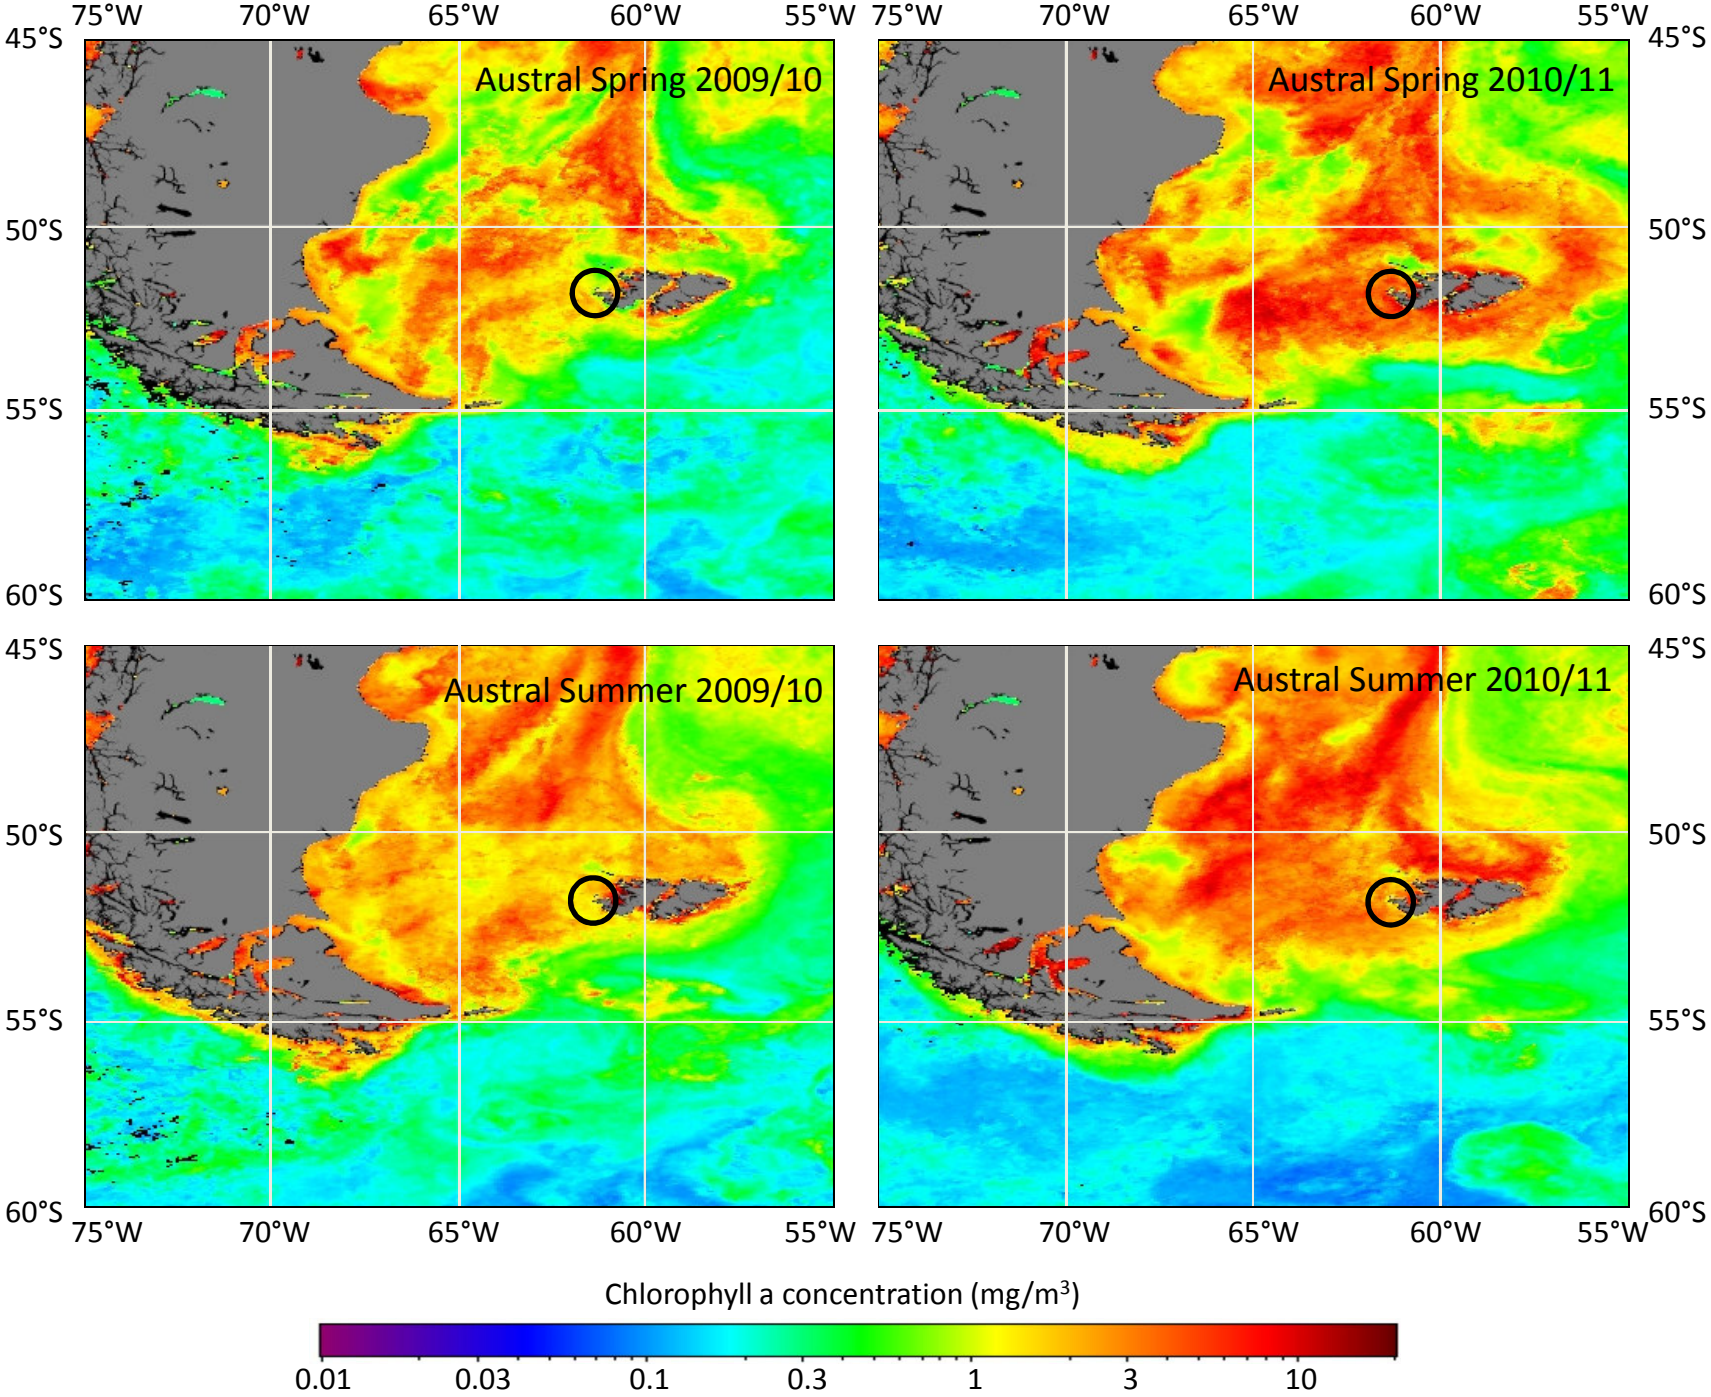 75°W 70°W 65°W 60°W 55°W 75°W 70°W 65°W 60°W 55°W
45°S 45°S
Austral Spring 2009/10 Austral Spring 2010/11
50°S 50°S
55°S 55°S
60°S 60°S
45°S 45°S
Austral Summer 2009/10 Austral Summer 2010/11
50°S 50°S
55°S 55°S
60°S 60°S
75°W 70°W 65°W 60°W 55°W 75°W 70°W 65°W 60°W 55°W
Chlorophyll a concentration (mg/m³)
0.01 0.03 0.1 0.3 1 3 10